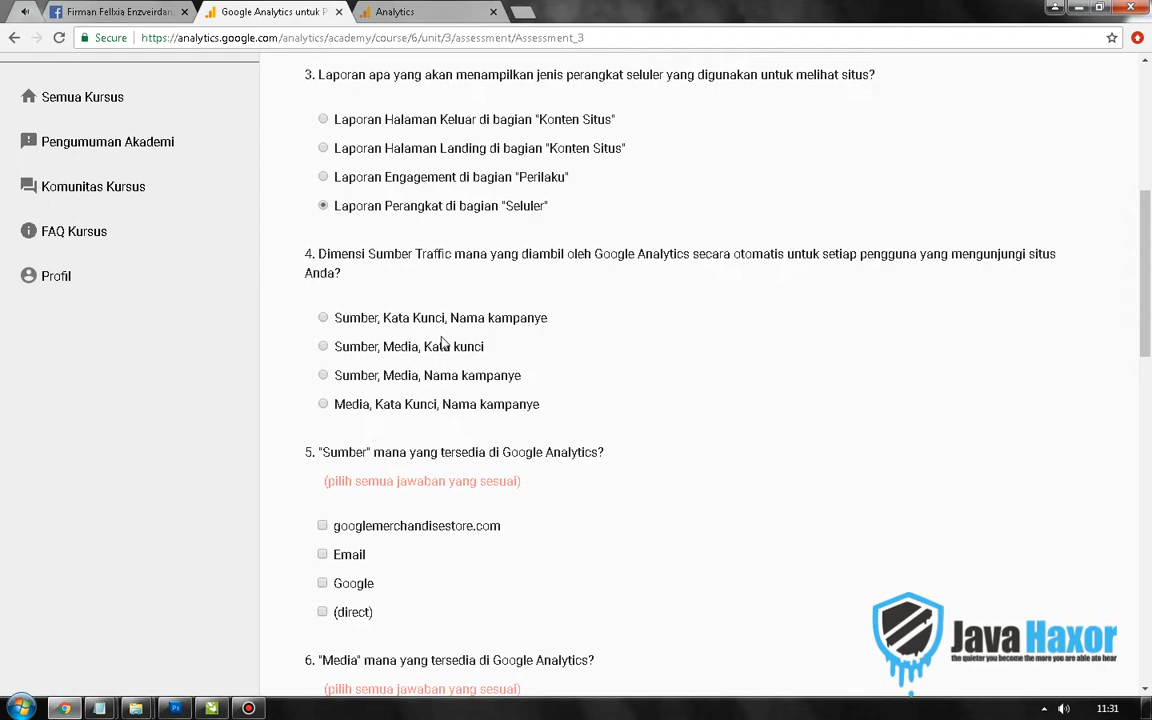 Firman Fellxia Enzveirdan
Google Analytics untuk P
Analytics
Secure
https://analytics.google.com/analytics/academy/course/6/unit/3/assessment/Assessment_3
Semua Kursus
Pengumuman Akademi
Komunitas Kursus
FAQ Kursus
Profil
3. Laporan apa yang akan menampilkan jenis perangkat seluler yang digunakan untuk melihat situs?
Laporan Halaman Keluar di bagian "Konten Situs"
Laporan Halaman Landing di bagian "Konten Situs"
Laporan Engagement di bagian "Perilaku"
Laporan Perangkat di bagian "Seluler"
4. Dimensi Sumber Traffic mana yang diambil oleh Google Analytics secara otomatis untuk setiap pengguna yang mengunjungi situs
Anda?
Sumber, Kata Kunci, Nama kampanye
Sumber, Media, Kata kunci
Sumber, Media, Nama kampanye
Media, Kata Kunci, Nama kampanye
5. "Sumber" mana yang tersedia di Google Analytics?
(pilih semua jawaban yang sesuai)
googlemerchandisestore.com
Email
Google
(direct)
6. "Media" mana yang tersedia di Google Analytics?
(pilih semua jawaban yang sesuai)
Java Haxor
the quieter you become the more you are able ato hear
11:31